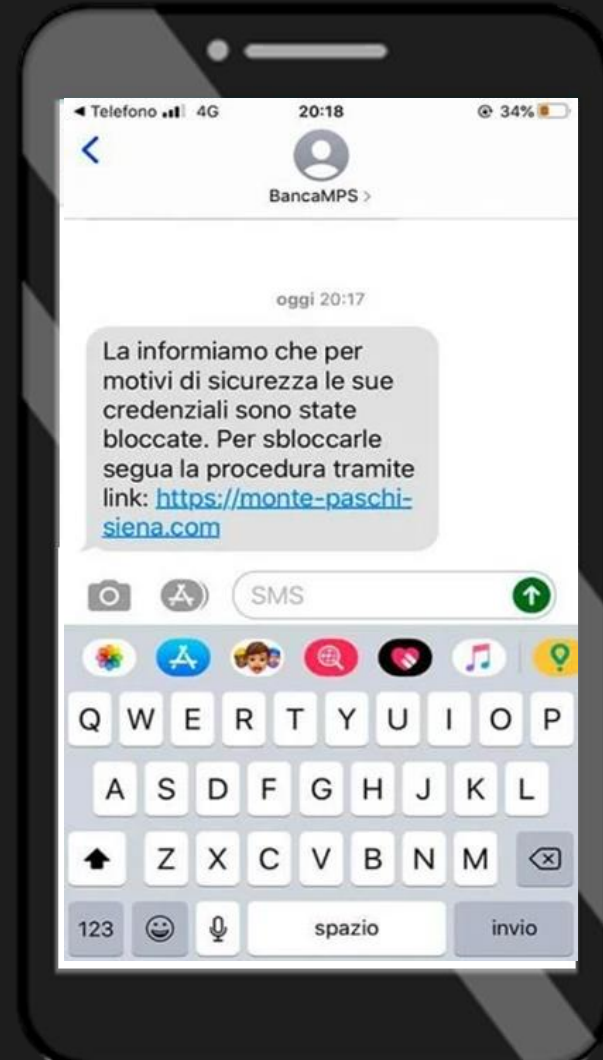 ◄ Telefono 4G 20:18 34%
BancaMPS >
oggi 20:17
La informiamo che per
motivi di sicurezza le sue
credenziali sono state
bloccate. Per sbloccarle
segua la procedura tramite
link: https://monte-paschi-
siena.com
SMS
Q W E R T Y U I O P
A S D F G H J K L
Z X C V B N M
123 spazio invio